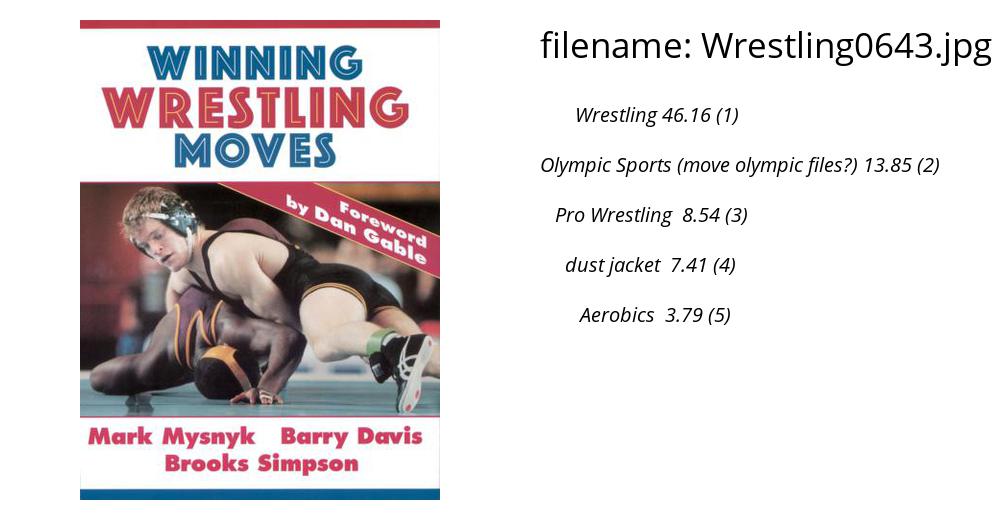 WINNING
WRESTLING
MOVES
Foreword
by Dan Gable
Mark Mysnyk Barry Davis
Brooks Simpson
filename: Wrestling0643.jpg
Wrestling 46.16 (1)
Olympic Sports (move olympic files?) 13.85 (2)
Pro Wrestling 8.54 (3)
dust jacket 7.41 (4)
Aerobics 3.79 (5)